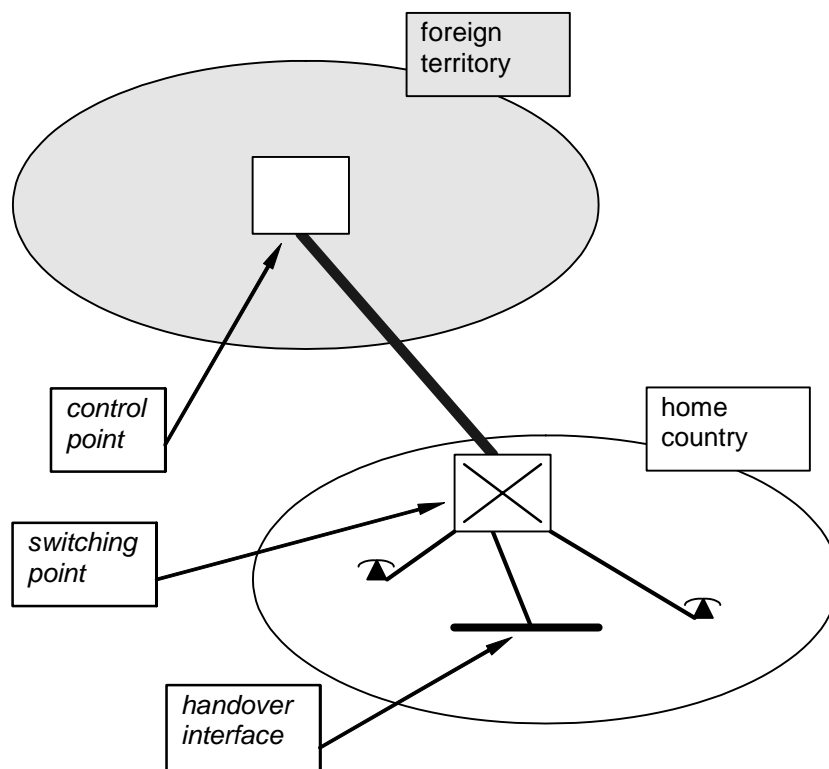 foreign
territory
control
point
home
country
switching
point
handover
interface